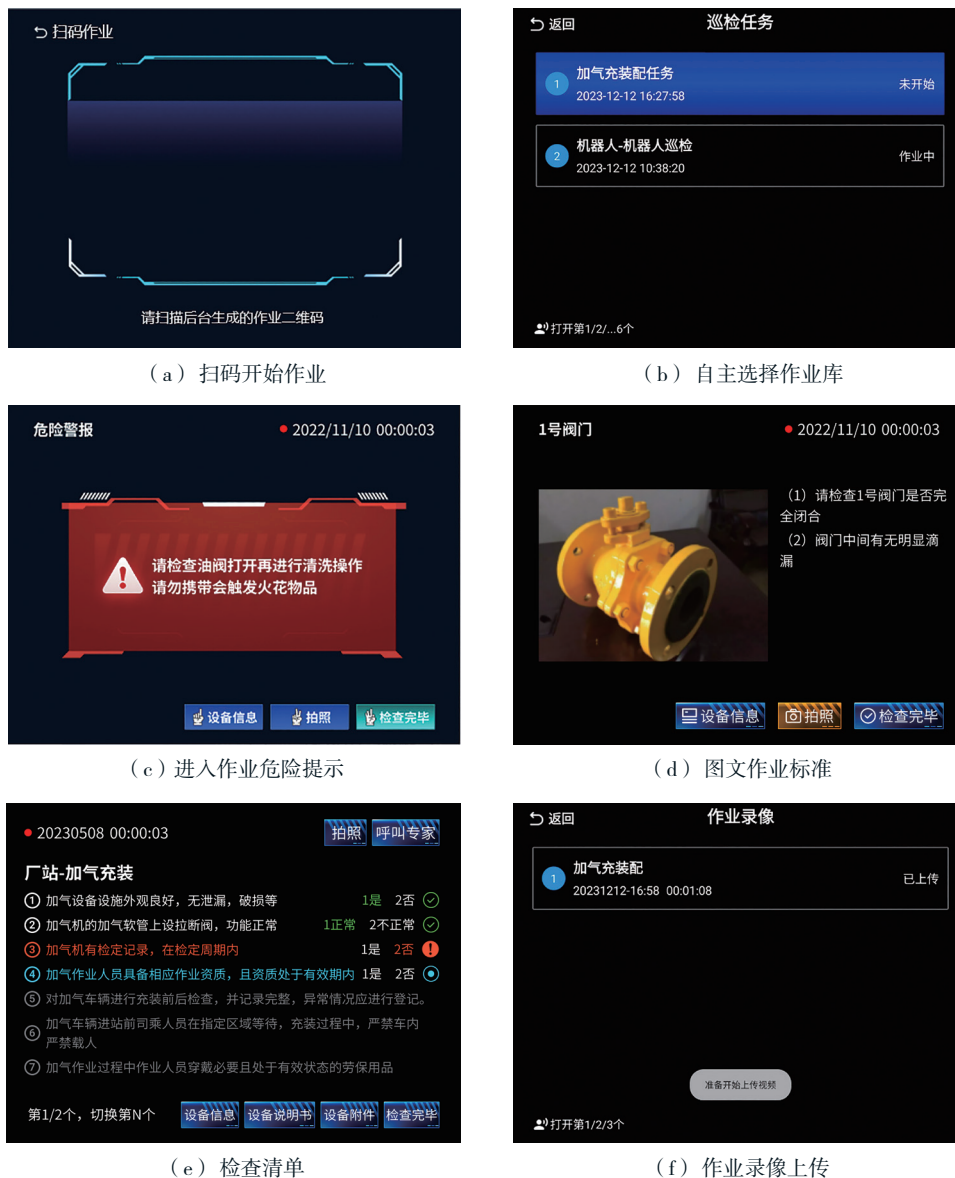 扫码作业
请扫描后台生成的作业二维码
（a） 扫码开始作业
返回
巡检任务
1
加气充装配任务
2023-12-12 16:27:58
未开始
2
机器人-机器人巡检
2023-12-12 10:38:20
作业中
打开第1/2/...6个
（b） 自主选择作业库
危险警报
2022/11/10 00:00:03
请检查油阀打开再进行清洗操作
请勿携带会触发火花物品
设备信息
拍照
检查完毕
（c）进入作业危险提示
1号阀门
2022/11/10 00:00:03
（1）请检查1号阀门是否完
全闭合
（2）阀门中间有无明显滴
漏
设备信息
拍照
检查完毕
（d） 图文作业标准
20230508 00:00:03
拍照
呼叫专家
厂站-加气充装
① 加气设备设施外观良好，无泄漏，破损等 1是 2否
② 加气机的加气软管上设拉断阀，功能正常 1正常 2不正常
③ 加气机有检定记录，在检定周期内 1是 2否
④ 加气作业人员具备相应作业资质，且资质处于有效期内 1是 2否
⑤ 对加气车辆进行充装前后检查，并记录完整，异常情况应进行登记。
⑥ 加气车辆进站前司乘人员在指定区域等待，充装过程中，严禁车内
严禁载人
⑦ 加气作业过程中作业人员穿戴必要且处于有效状态的劳保用品
第1/2个，切换第N个
设备信息
设备说明书
设备附件
检查完毕
（e） 检查清单
返回
作业录像
1
加气充装配
20231212-16:58 00:01:08
已上传
准备开始上传视频
打开第1/2/3个
（f） 作业录像上传